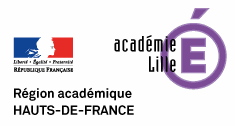 Liberté • Égalité • Fraternité
RÉPUBLIQUE FRANÇAISE
académie
Lille
É
Région académique
HAUTS-DE-FRANCE